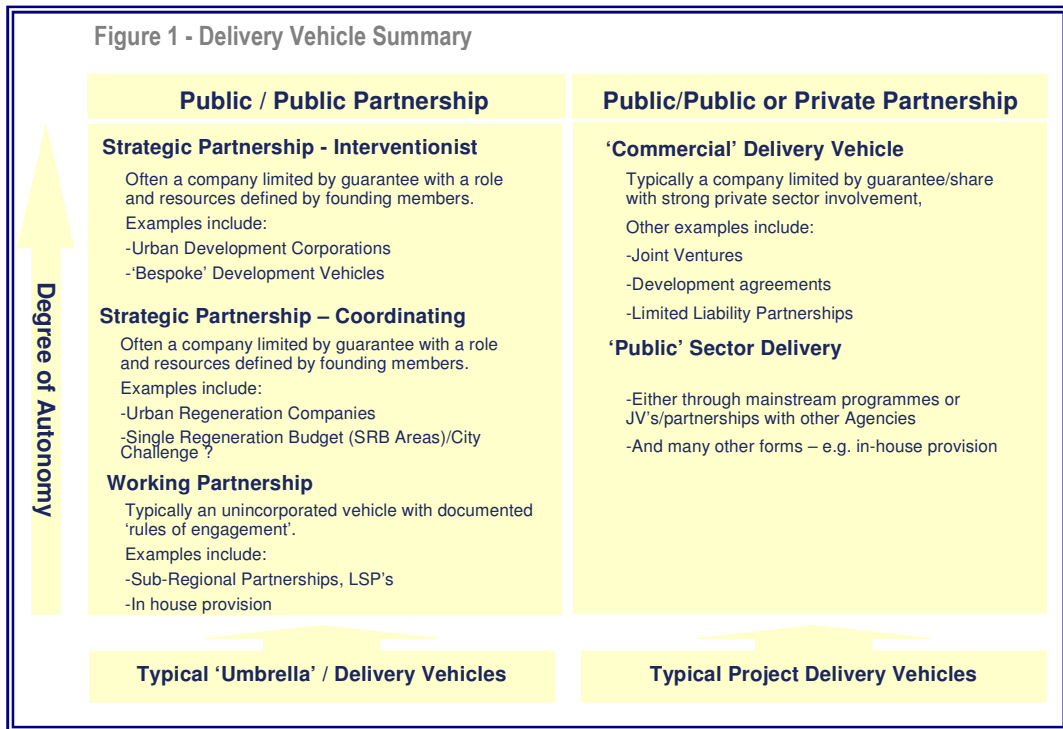 Figure 1 - Delivery Vehicle Summary
Public / Public Partnership
Strategic Partnership - Interventionist
Often a company limited by guarantee with a role
and resources defined by founding members.
Examples include:
-Urban Development Corporations
-‘Bespoke’ Development Vehicles
Strategic Partnership – Coordinating
Often a company limited by guarantee with a role
and resources defined by founding members.
Examples include:
-Urban Regeneration Companies
-Single Regeneration Budget (SRB Areas)/City
Challenge ?
Working Partnership
Typically an unincorporated vehicle with documented
‘rules of engagement’.
Examples include:
-Sub-Regional Partnerships, LSP’s
-In house provision
Typical ‘Umbrella’ / Delivery Vehicles
Public/Public or Private Partnership
‘Commercial’ Delivery Vehicle
Typically a company limited by guarantee/share
with strong private sector involvement,
Other examples include:
-Joint Ventures
-Development agreements
-Limited Liability Partnerships
‘Public’ Sector Delivery
-Either through mainstream programmes or
JV’s/partnerships with other Agencies
-And many other forms – e.g. in-house provision
Typical Project Delivery Vehicles
Degree of Autonomy